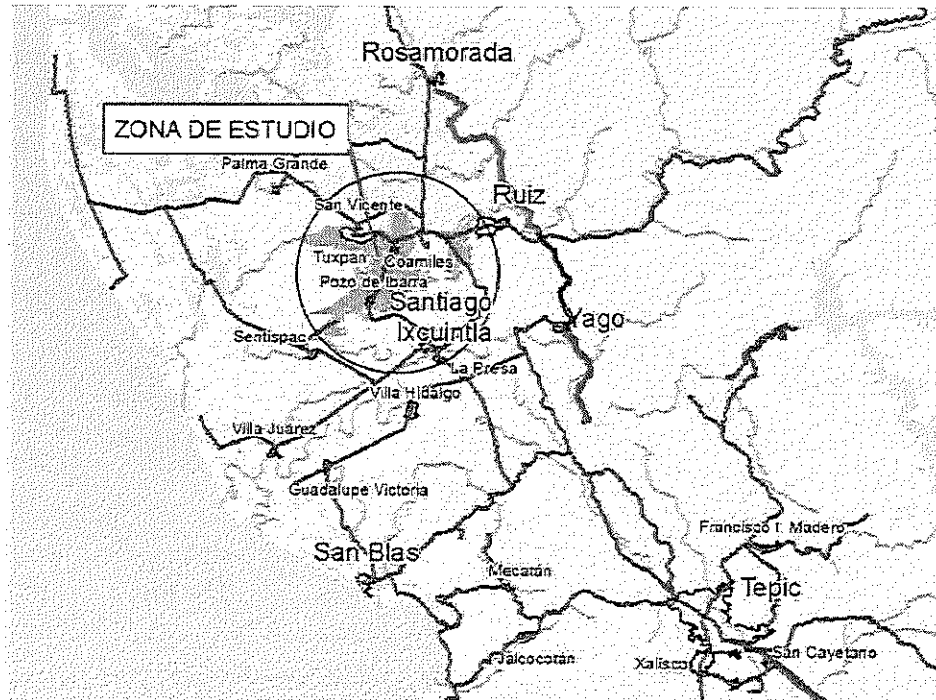 Rosamorada
ZONA DE ESTUDIO
Palma Grande
San Vicente
Ruiz
Tuxpan
Coamiles
Pozo de Ibarra
Santiago
Ixcuintla
Yago
Sentispac
La Presa
Villa Hidalgo
Villa Juárez
Guadalupe Victoria
San Blas
Francisco I. Madero
Mecatán
Tepic
Jalcocotán
Xalisco
San Cayetano